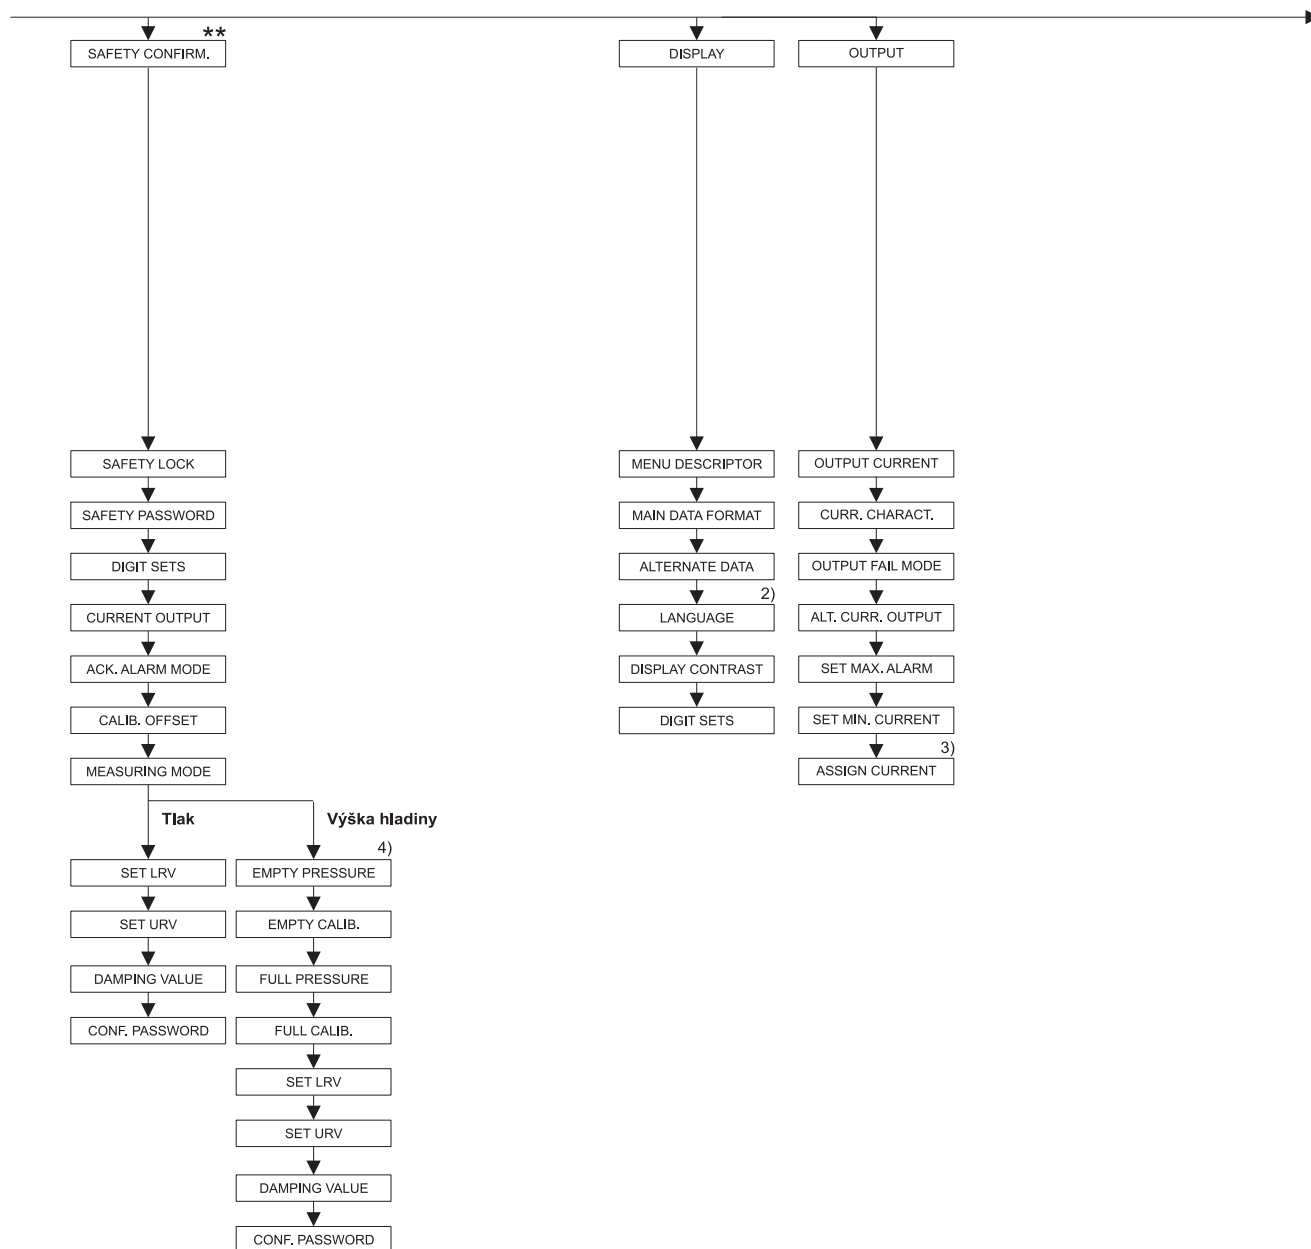 **
SAFETY CONFIRM.
DISPLAY
OUTPUT
SAFETY LOCK
MENU DESCRIPTOR
OUTPUT CURRENT
SAFETY PASSWORD
MAIN DATA FORMAT
CURR. CHARACT.
DIGIT SETS
ALTERNATE DATA
OUTPUT FAIL MODE
2)
CURRENT OUTPUT
LANGUAGE
ALT. CURR. OUTPUT
ACK. ALARM MODE
DISPLAY CONTRAST
SET MAX. ALARM
CALIB. OFFSET
DIGIT SETS
SET MIN. CURRENT
3)
MEASURING MODE
ASSIGN CURRENT
Tlak
Výška hladiny
4)
SET LRV
EMPTY PRESSURE
SET URV
EMPTY CALIB.
DAMPING VALUE
FULL PRESSURE
CONF. PASSWORD
FULL CALIB.
SET LRV
SET URV
DAMPING VALUE
CONF. PASSWORD